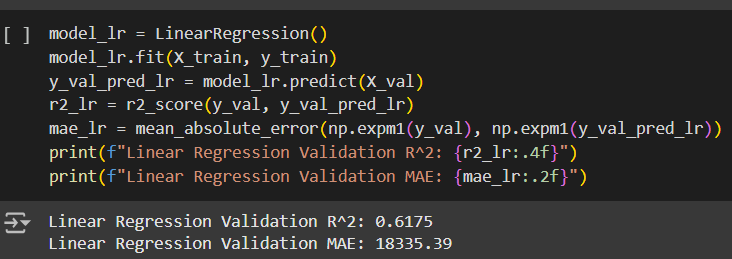 [ ] model_lr = LinearRegression()
model_lr.fit(X_train, y_train)
y_val_pred_lr = model_lr.predict(X_val)
r2_lr = r2_score(y_val, y_val_pred_lr)
mae_lr = mean_absolute_error(np.expm1(y_val), np.expm1(y_val_pred_lr))
print(f"Linear Regression Validation R^2: {r2_lr:.4f}")
print(f"Linear Regression Validation MAE: {mae_lr:.2f}")
Linear Regression Validation R^2: 0.6175
Linear Regression Validation MAE: 18335.39